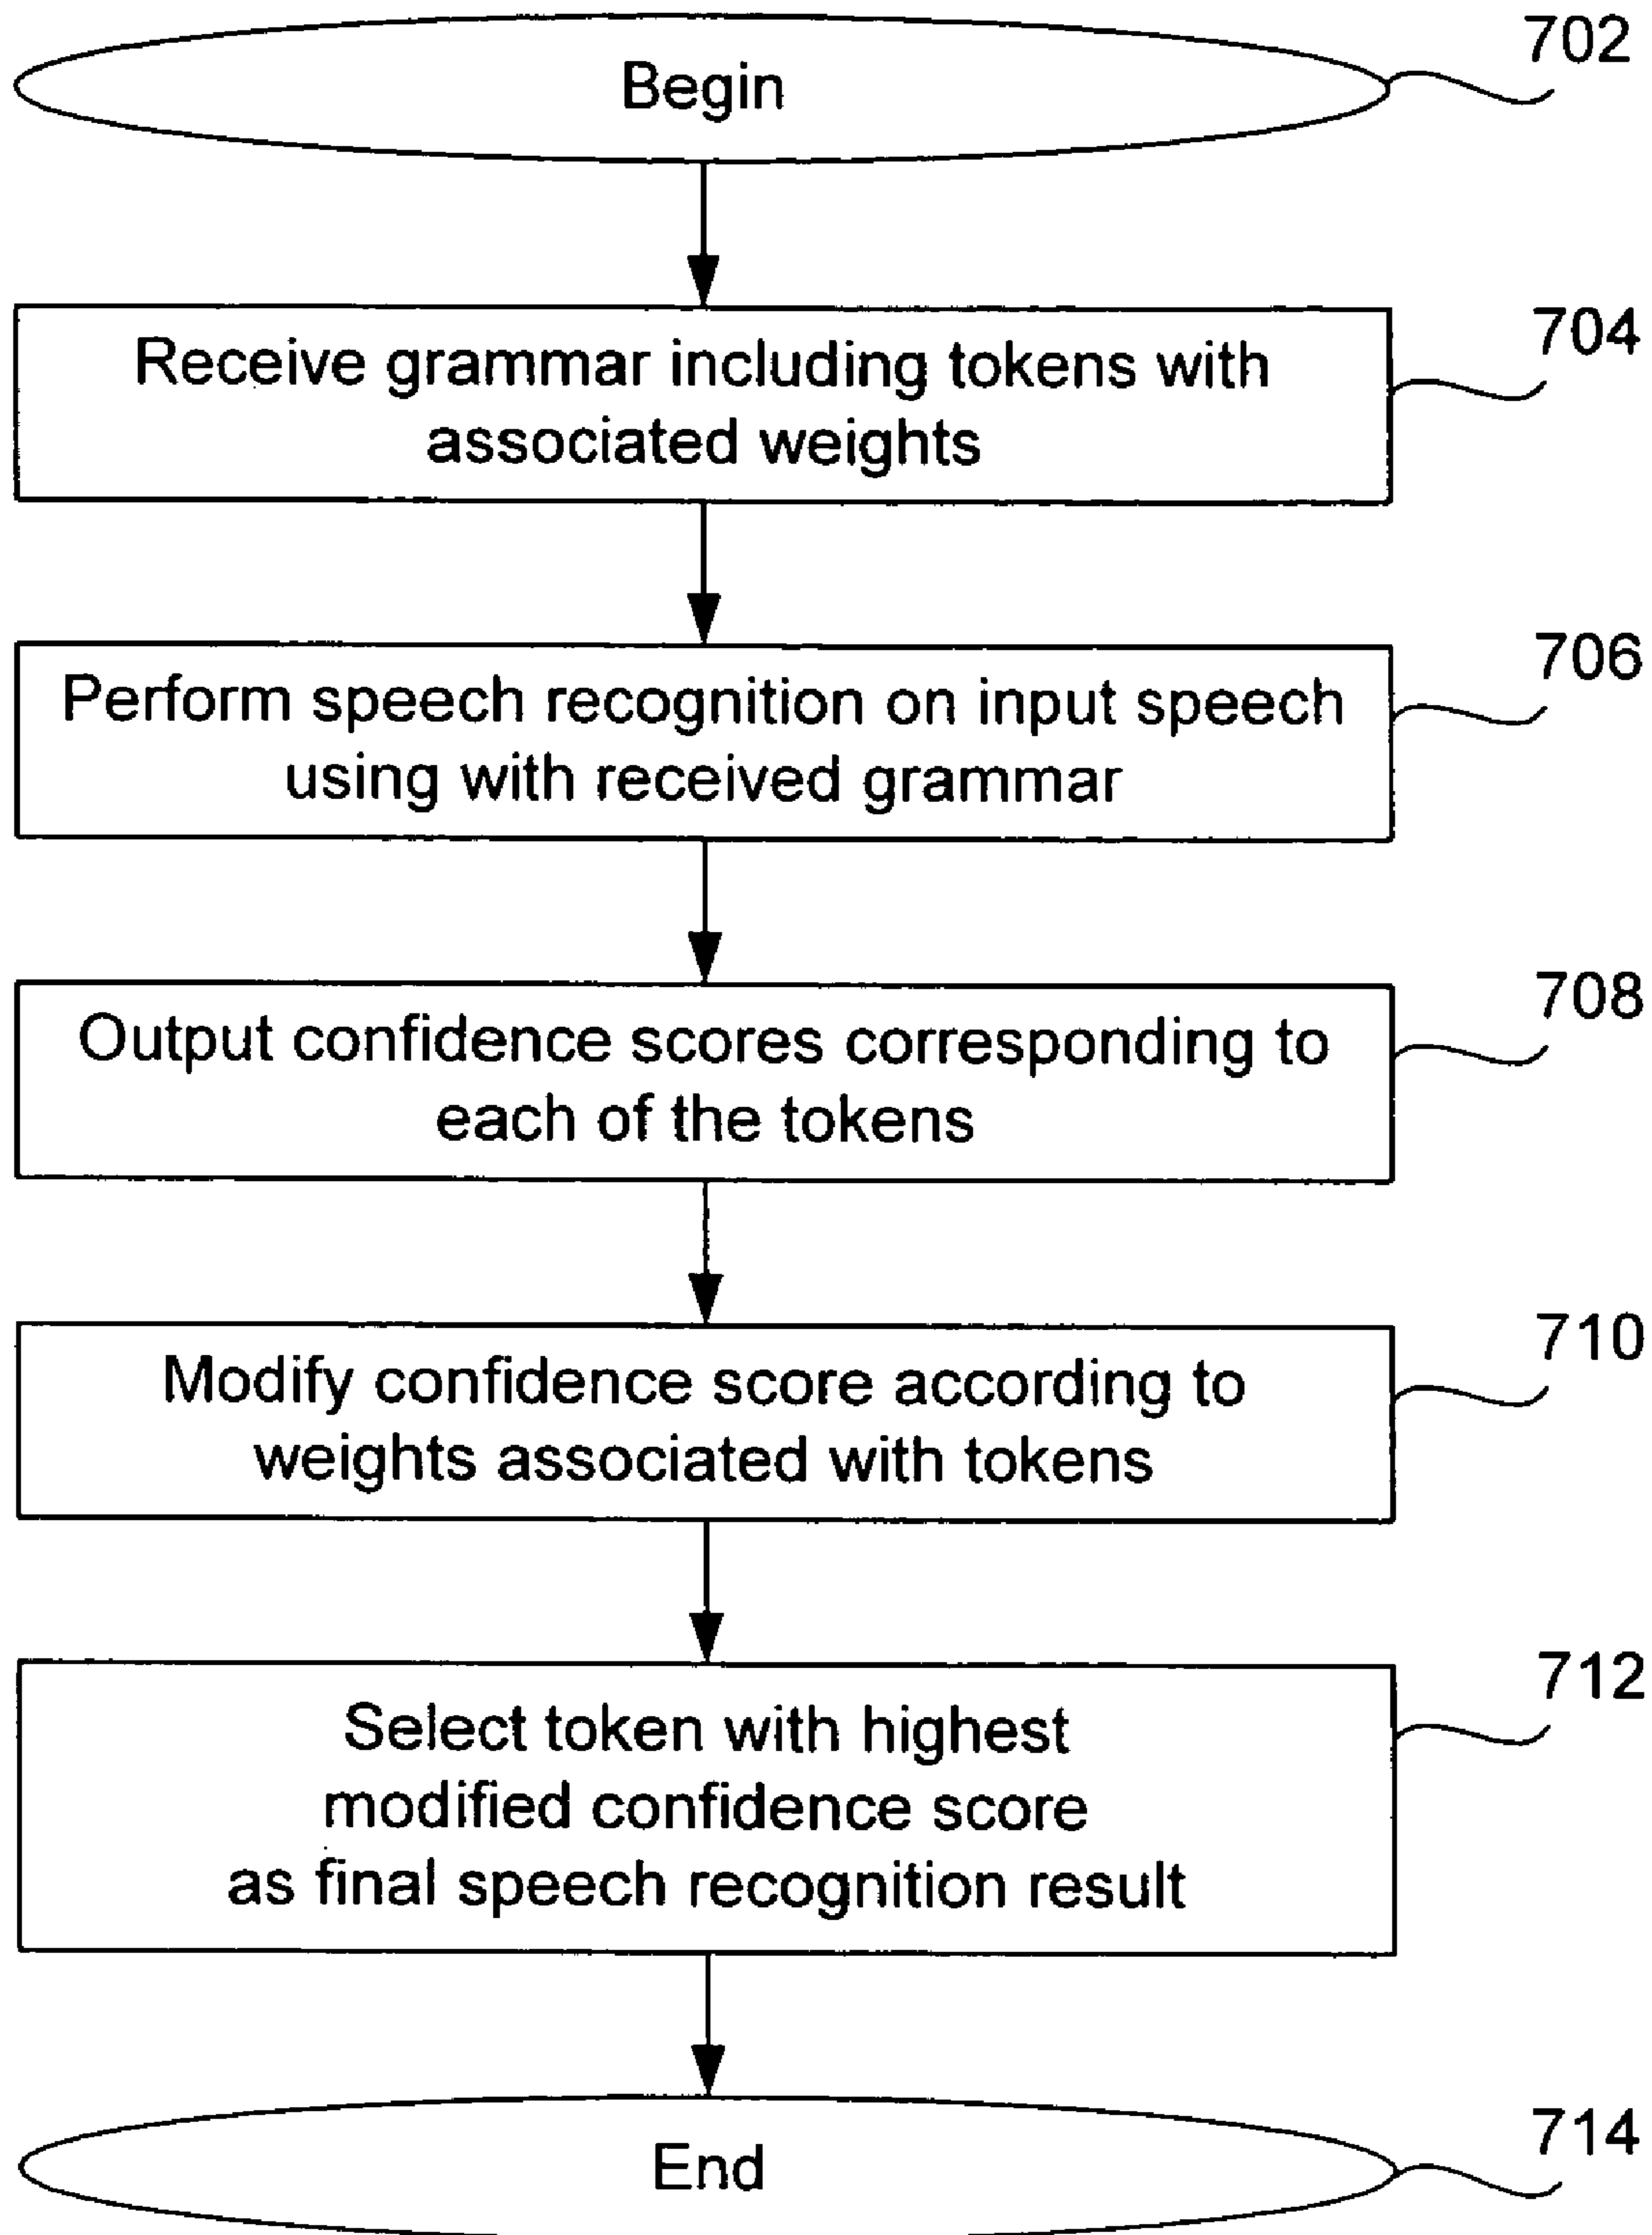 702
Begin
704
Receive grammar including tokens with
associated weights
706
Perform speech recognition on input speech
using with received grammar
708
Output confidence scores corresponding to
each of the tokens
710
Modify confidence score according to
weights associated with tokens
712
Select token with highest
modified confidence score
as final speech recognition result
714
End